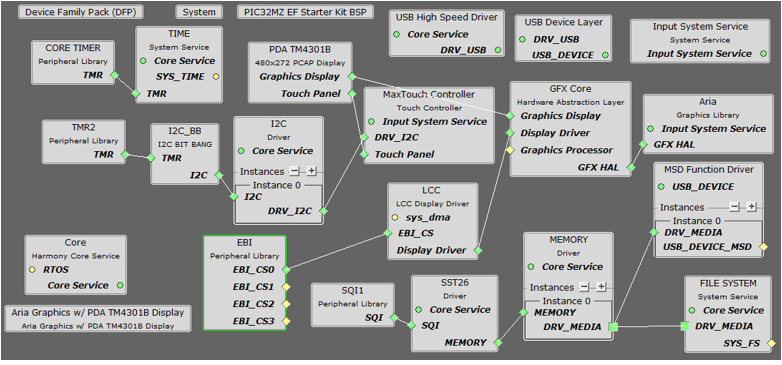 Device Family Pack (DFP)
System
PIC32MZ EF Starter Kit BSP
USB High Speed Driver
Core Service
DRV_USB
USB Device Layer
DRV_USB
USB_DEVICE
Input System Service
System Service
Input System Service
CORE TIMER
Peripheral Library
TMR
TIME
System Service
Core Service
SYS_TIME
TMR
PDA TM4301B
480x272 PCAP Display
Graphics Display
Touch Panel
MaxTouch Controller
Touch Controller
Input System Service
DRV_I2C
Touch Panel
GFX Core
Hardware Abstraction Layer
Graphics Display
Display Driver
Graphics Processor
GFX HAL
Aria
Graphics Library
Input System Service
GFX HAL
TMR2
Peripheral Library
TMR
I2C_BB
I2C BIT BANG
TMR
I2C
I2C
Driver
Core Service
Instances
Instance 0
I2C
DRV_I2C
LCC
LCC Display Driver
sys_dma
EBI_CS
Display Driver
MSD Function Driver
USB_DEVICE
Instances
Instance 0
DRV_MEDIA
USB_DEVICE_MSD
Core
Harmony Core Service
RTOS
Core Service
EBI
Peripheral Library
EBI_CS0
EBI_CS1
EBI_CS2
EBI_CS3
MEMORY
Driver
Core Service
Instances
Instance 0
MEMORY
DRV_MEDIA
SQI1
Peripheral Library
SQI
SST26
Driver
Core Service
SQI
MEMORY
FILE SYSTEM
System Service
Core Service
DRV_MEDIA
SYS_FS
Aria Graphics w/ PDA TM4301B Display
Aria Graphics w/ PDA TM4301B Display